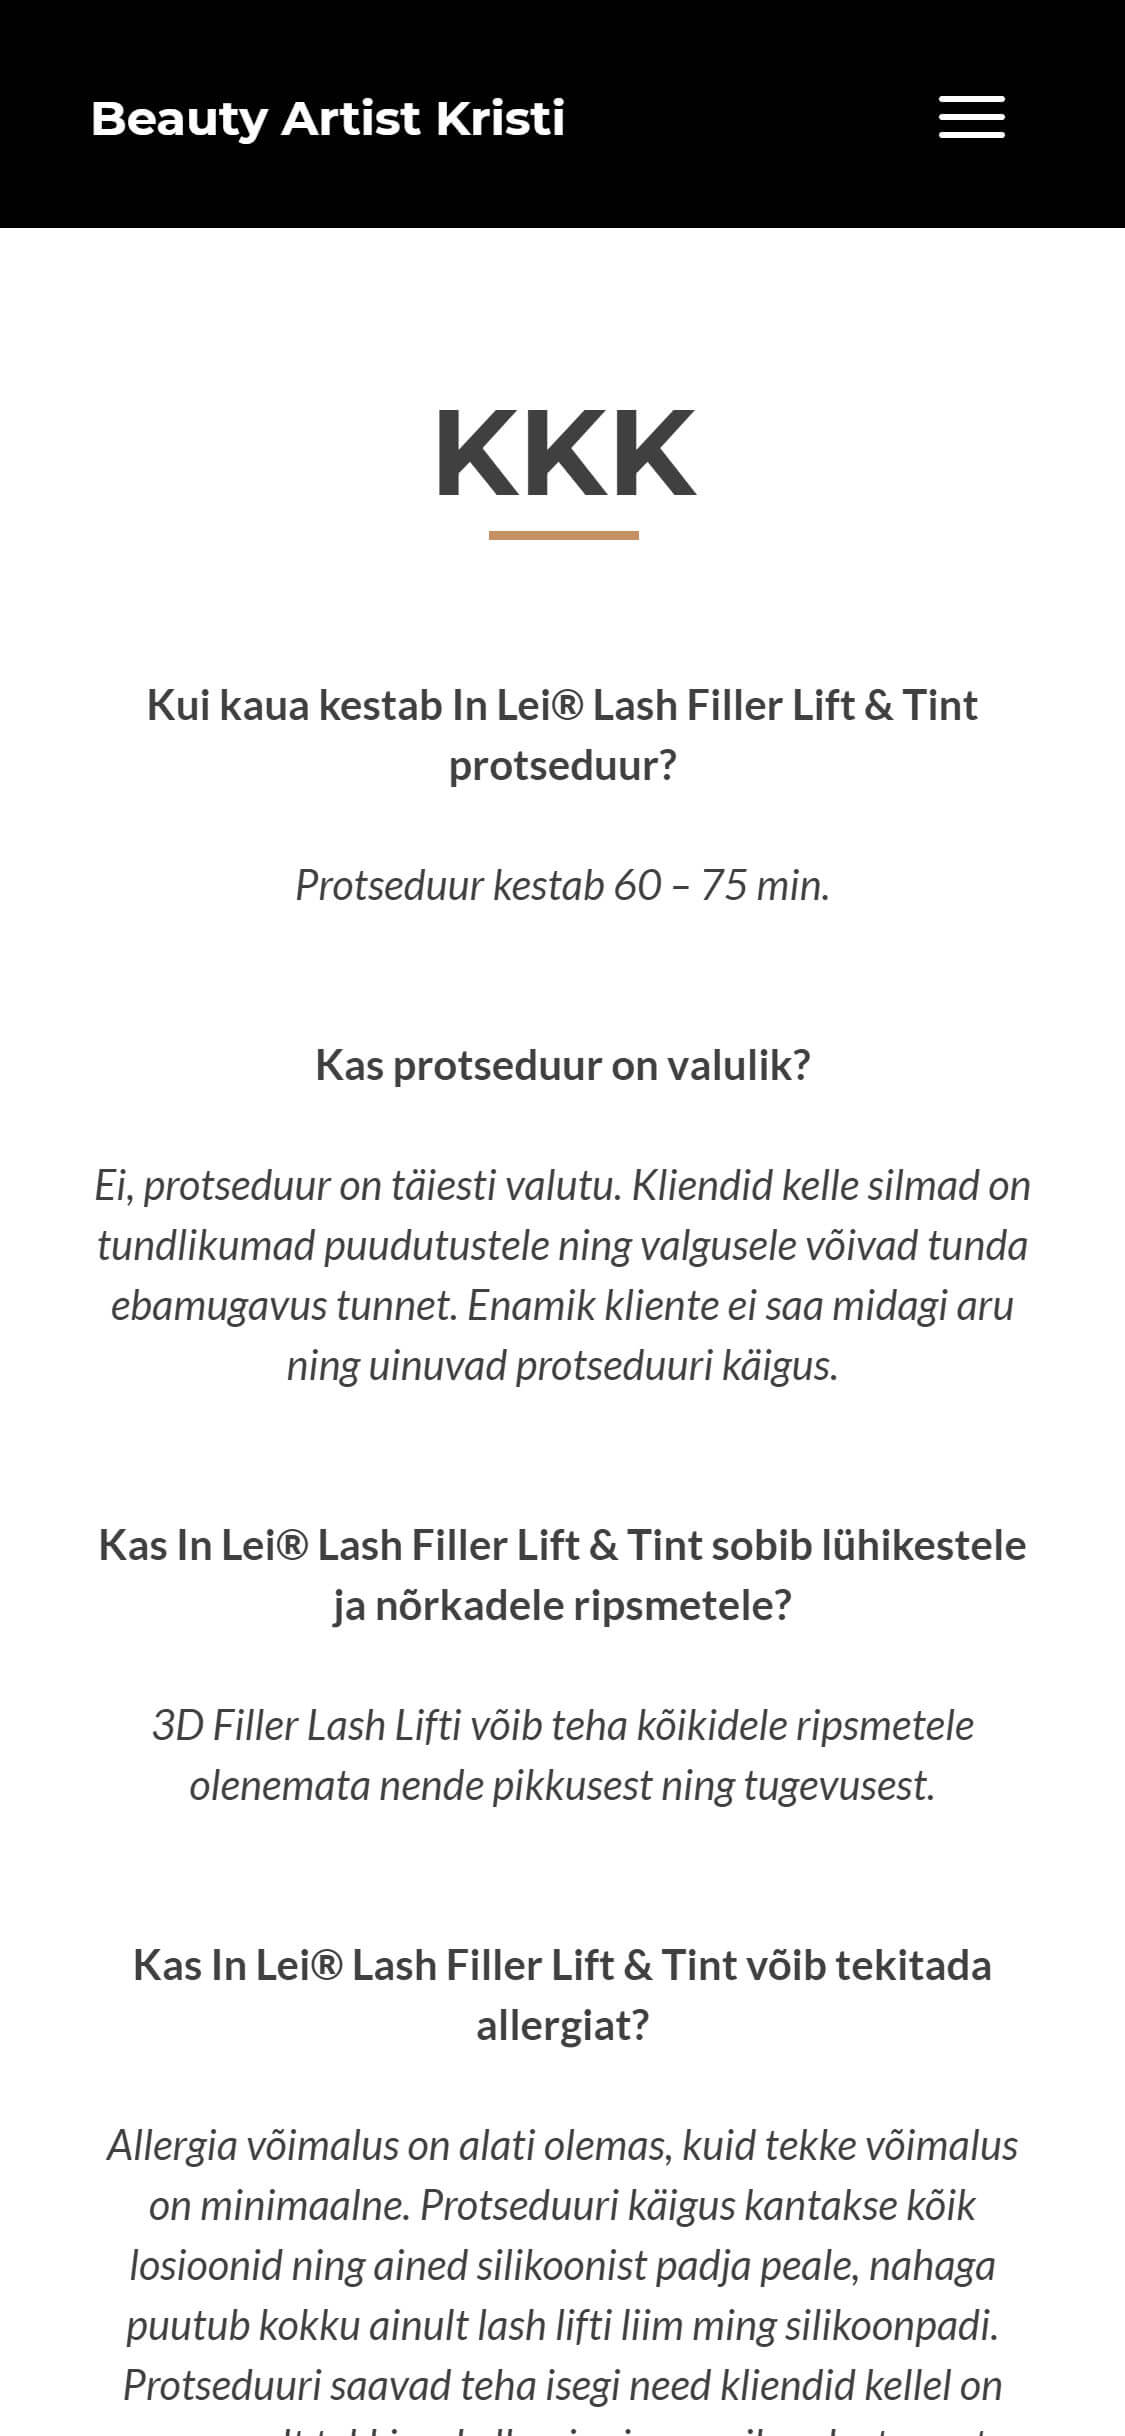 Beauty Artist Kristi
KKK
Kui kaua kestab In Lei® Lash Filler Lift & Tint
protseduur?
Protseduur kestab 60 – 75 min.
Kas protseduur on valulik?
Ei, protseduur on täiesti valutu. Kliendid kelle silmad on
tundlikumad puudutustele ning valgusele võivad tunda
ebamugavus tunnet. Enamik kliente ei saa midagi aru
ning uinuvad protseduuri käigus.
Kas In Lei® Lash Filler Lift & Tint sobib lühikestele
ja nõrkadele ripsmetele?
3D Filler Lash Lifti võib teha kõikidele ripsmetele
olenemata nende pikkusest ning tugevusest.
Kas In Lei® Lash Filler Lift & Tint võib tekitada
allergiat?
Allergia võimalus on alati olemas, kuid tekke võimalus
on minimaalne. Protseduuri käigus kantakse kõik
losioonid ning ained silikoonist padja peale, nahaga
puutub kokku ainult lash lifti liim ming silikoonpadi.
Protseduuri saavad teha isegi need kliendid kellel on